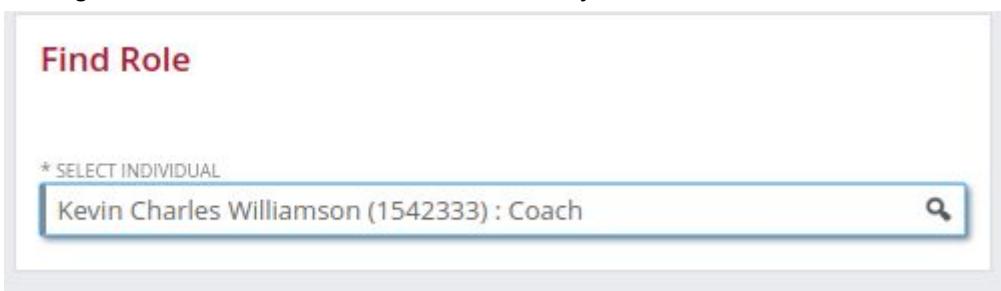 Find Role
* SELECT INDIVIDUAL
Kevin Charles Williamson (1542333) : Coach